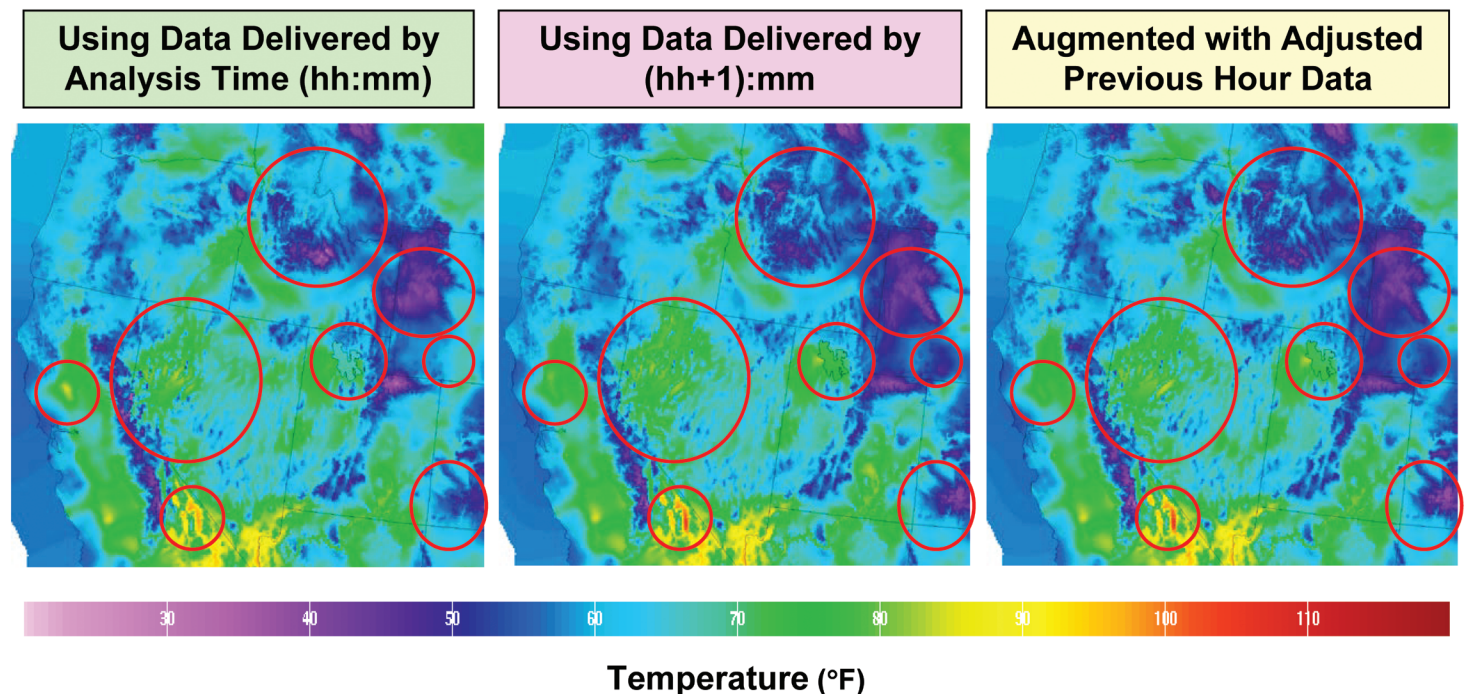 Using Data Delivered by
Analysis Time (hh:mm)
Using Data Delivered by
(hh+1):mm
Augmented with Adjusted
Previous Hour Data
30 40 50 60 70 80 90 100 110
Temperature (°F)